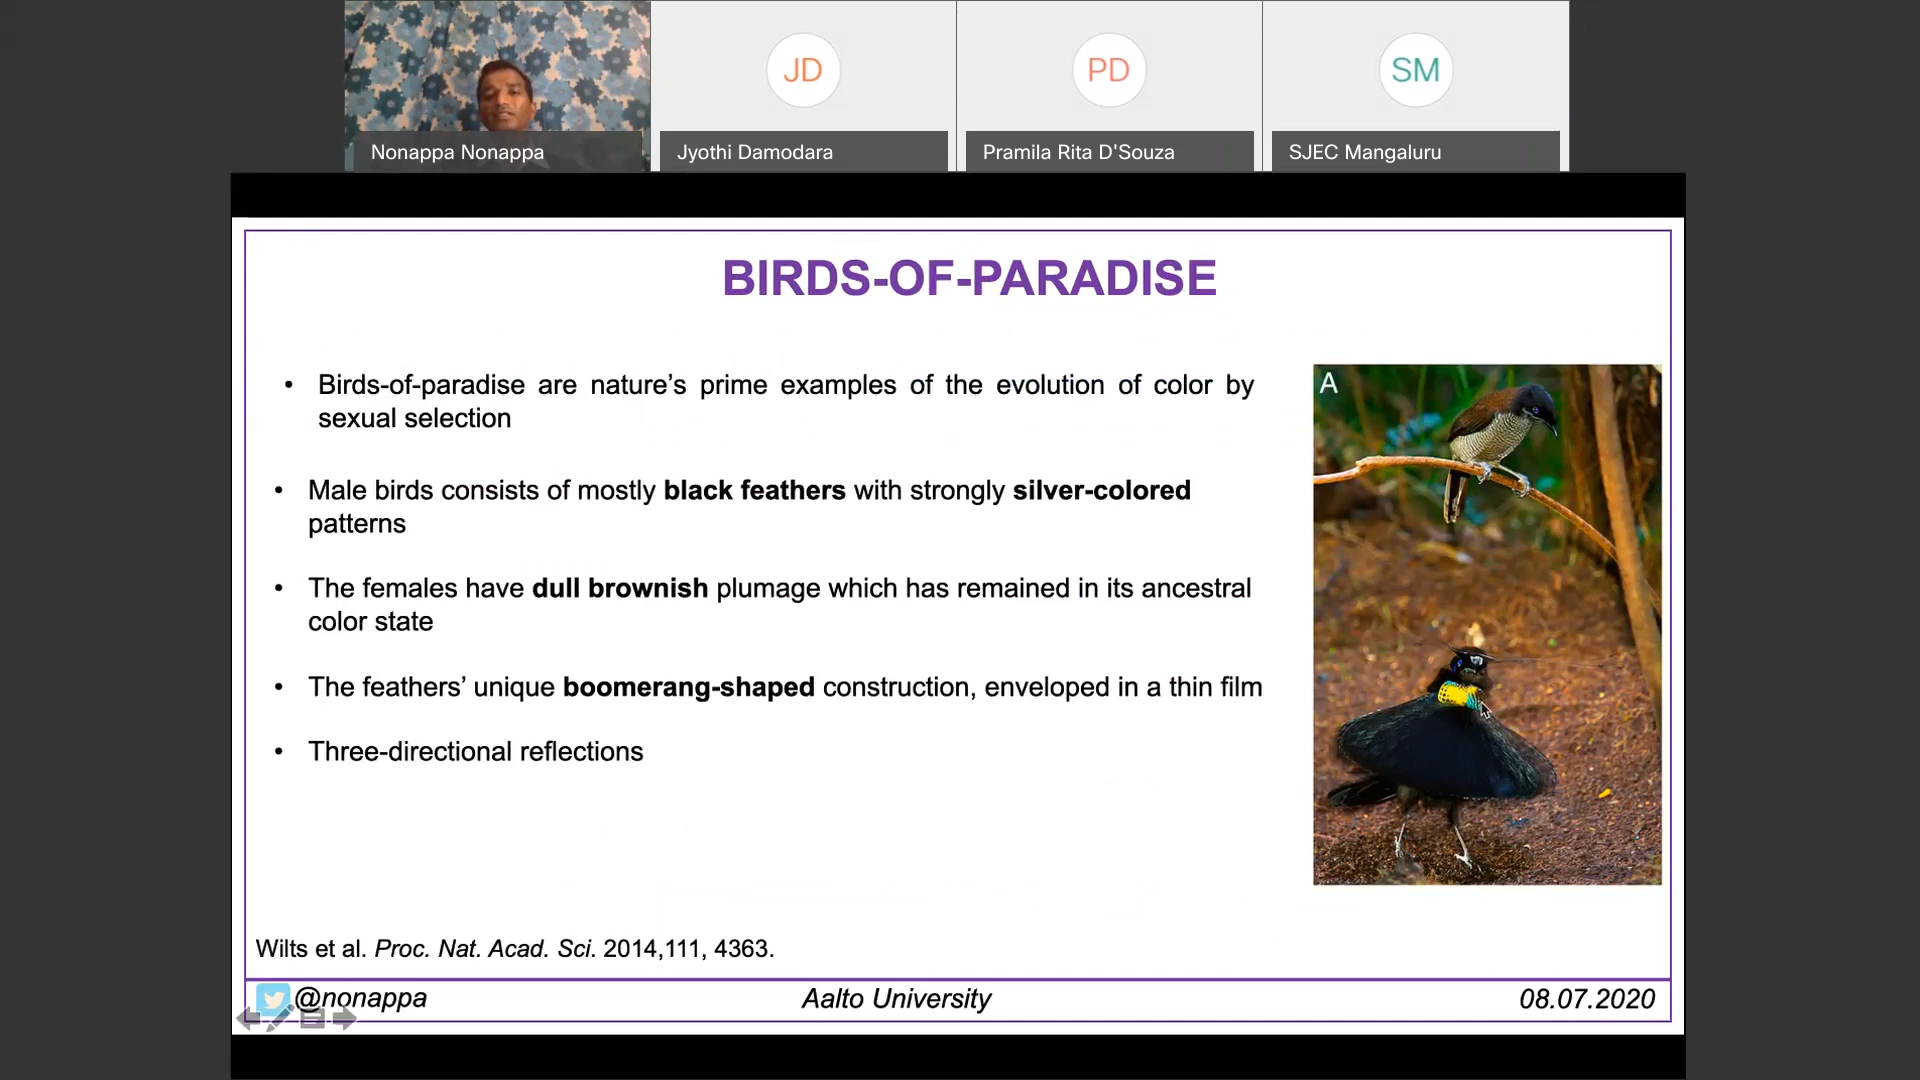 JD
PD
SM
Nonappa Nonappa
Jyothi Damodara
Pramila Rita D'Souza
SJEC Mangaluru
BIRDS-OF-PARADISE
• Birds-of-paradise are nature’s prime examples of the evolution of color by
sexual selection
• Male birds consists of mostly black feathers with strongly silver-colored
patterns
• The females have dull brownish plumage which has remained in its ancestral
color state
• The feathers’ unique boomerang-shaped construction, enveloped in a thin film
• Three-directional reflections
A
Wilts et al. Proc. Nat. Acad. Sci. 2014,111, 4363.
@nonappa
Aalto University
08.07.2020